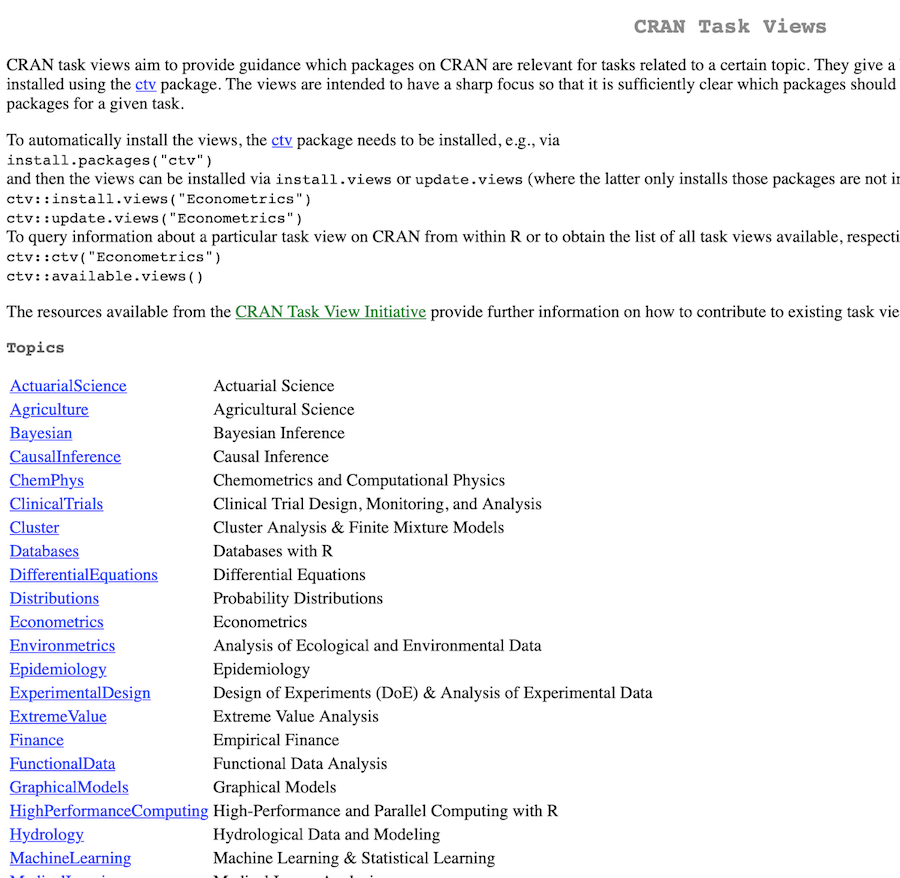 CRAN Task Views
CRAN task views aim to provide guidance which packages on CRAN are relevant for tasks related to a certain topic. They give a
installed using the ctv package. The views are intended to have a sharp focus so that it is sufficiently clear which packages should
packages for a given task.
To automatically install the views, the ctv package needs to be installed, e.g., via
install.packages("ctv")
and then the views can be installed via install.views or update.views (where the latter only installs those packages are not
ctv::install.views("Econometrics")
ctv::update.views("Econometrics")
To query information about a particular task view on CRAN from within R or to obtain the list of all task views available,
ctv::ctv("Econometrics")
ctv::available.views()
The resources available from the CRAN Task View Initiative provide further information on how to contribute to existing task
Topics
ActuarialScience Actuarial Science
Agriculture Agricultural Science
Bayesian Bayesian Inference
CausalInference Causal Inference
ChemPhys Chemometrics and Computational Physics
ClinicalTrials Clinical Trial Design, Monitoring, and Analysis
Cluster Cluster Analysis & Finite Mixture Models
Databases Databases with R
DifferentialEquations Differential Equations
Distributions Probability Distributions
Econometrics Econometrics
Environmetrics Analysis of Ecological and Environmental Data
Epidemiology Epidemiology
ExperimentalDesign Design of Experiments (DoE) & Analysis of Experimental Data
ExtremeValue Extreme Value Analysis
Finance Empirical Finance
FunctionalData Functional Data Analysis
GraphicalModels Graphical Models
HighPerformanceComputing High-Performance and Parallel Computing with R
Hydrology Hydrological Data and Modeling
MachineLearning Machine Learning & Statistical Learning